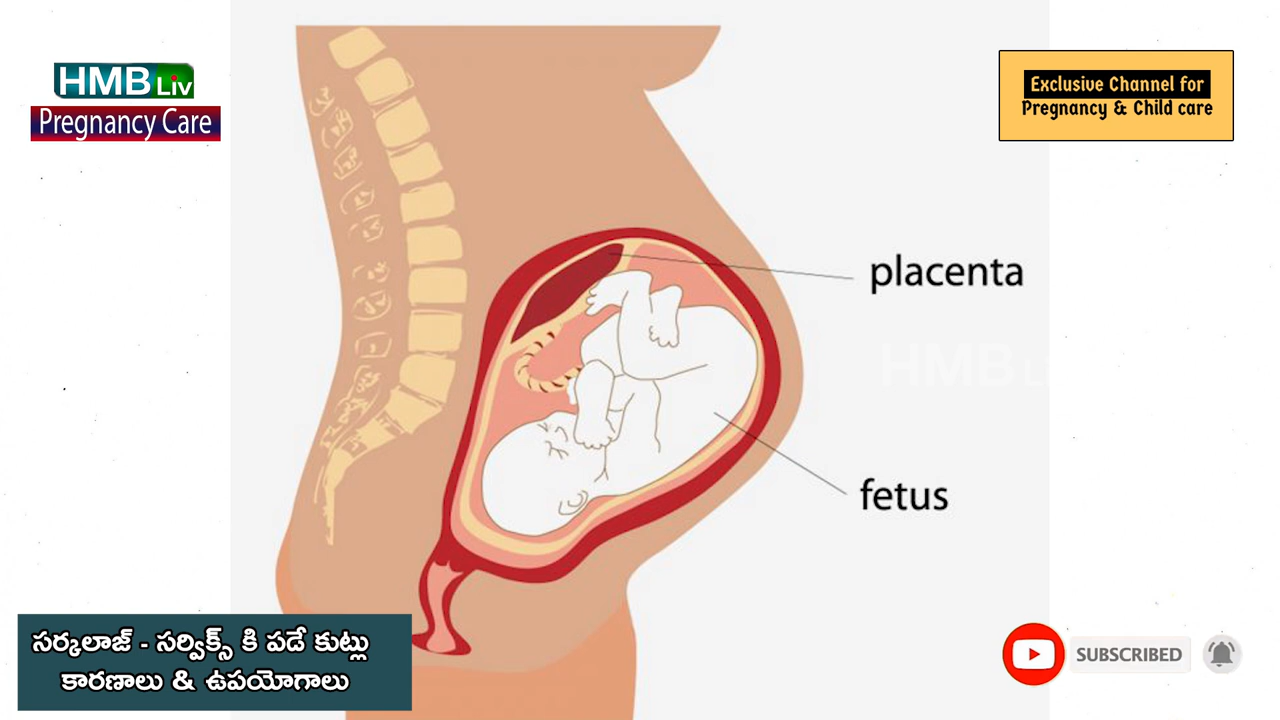 HMB Liv
Pregnancy Care
Exclusive Channel for
Pregnancy & Child care
placenta
HMB L
fetus
సర్కలాజ్ - సర్విక్స్ కి పడే కుట్లు
కారణాలు & ఉపయోగాలు
SUBSCRIBED